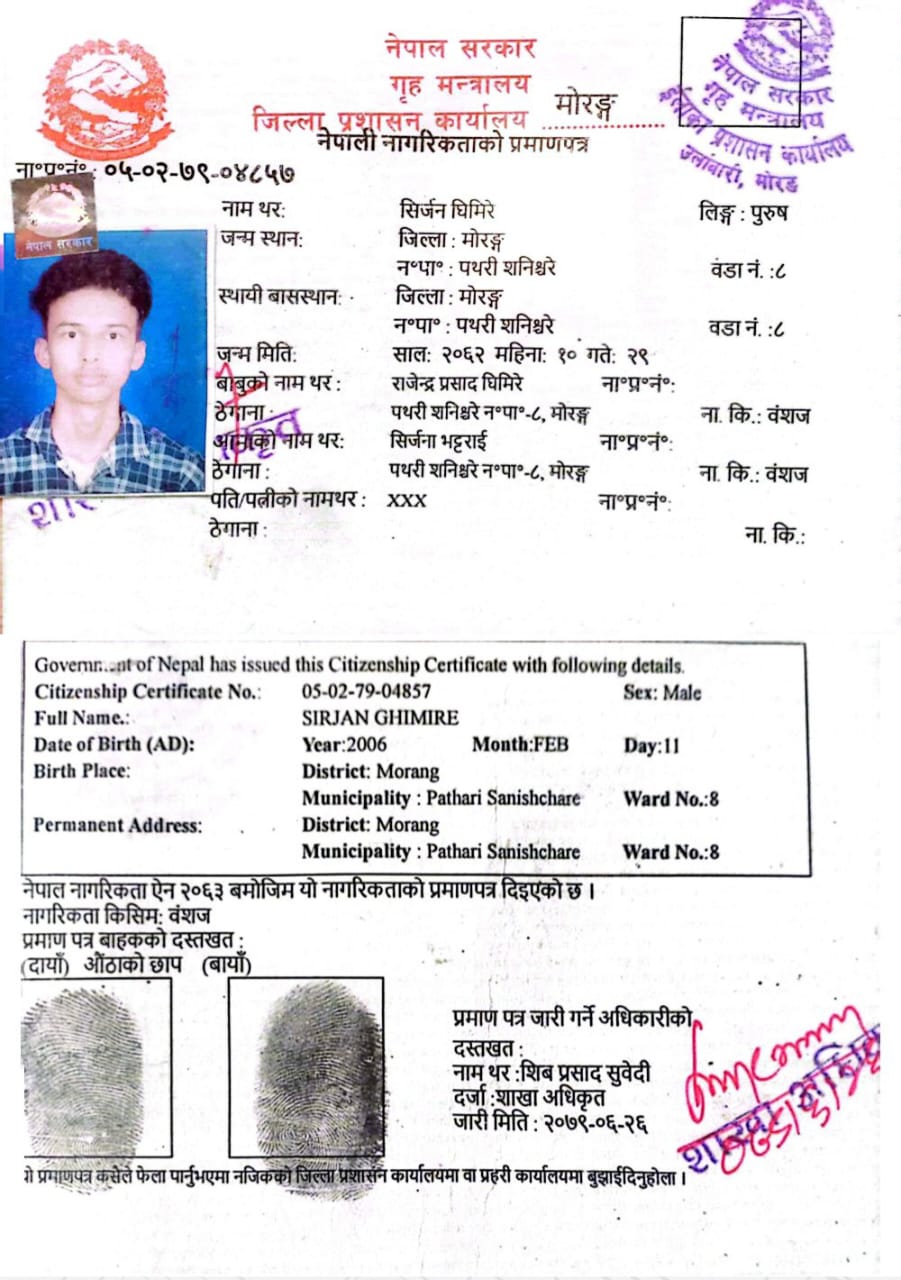 नेपाल सरकार
गृह मन्त्रालय
जिल्ला प्रशासन कार्यालय मोरङ्ग
नेपाली नागरिकताको प्रमाणपत्र
नेपाल सरकार
गृह मन्त्रालय
इलाका प्रशासन कार्यालय
मोरङ
ना॰प्र॰नं॰ : ०५-०२-७९-०४८५७
नेपाल सरकार
नाम थर: सिर्जन घिमिरे लिङ्ग : पुरुष
जन्म स्थान: जिल्ला : मोरङ्ग
न॰पा॰ : पथरी शनिश्चरे वडा नं. :८
स्थायी बासस्थान: जिल्ला : मोरङ्ग
न॰पा॰ : पथरी शनिश्चरे वडा नं. :८
जन्म मिति: साल: २०६२ महिना: १० गते: २९
बाबुको नाम थर : राजेन्द्र प्रसाद घिमिरे ना॰प्र॰नं॰:
ठेगाना : पथरी शनिश्चरे न॰पा॰-८, मोरङ्ग ना. कि.: वंशज
आमाको नाम थर: सिर्जना भट्टराई ना॰प्र॰नं॰:
ठेगाना : पथरी शनिश्चरे न॰पा॰-८, मोरङ्ग ना. कि.: वंशज
पति/पत्नीको नामथर : XXX ना॰प्र॰नं॰:
ठेगाना : ना. कि.:
Government of Nepal has issued this Citizenship Certificate with following details.
Citizenship Certificate No.: 05-02-79-04857 Sex: Male
Full Name.: SIRJAN GHIMIRE
Date of Birth (AD): Year:2006 Month:FEB Day:11
Birth Place: District: Morang
Municipality : Pathari Sanishchare Ward No.:8
Permanent Address: District: Morang
Municipality : Pathari Sanishchare Ward No.:8
नेपाल नागरिकता ऐन २०६३ बमोजिम यो नागरिकताको प्रमाणपत्र दिइएको छ ।
नागरिकता किसिम: वंशज
प्रमाण पत्र बाहकको दस्तखत :
(दायाँ) औंठाको छाप (बायाँ)
प्रमाण पत्र जारी गर्ने अधिकारीको
दस्तखत :
नाम थर :शिब प्रसाद सुवेदी
दर्जा :शाखा अधिकृत
जारी मिति : २०७९-०६-२६
शाखा अधिकृत
यो प्रमाणपत्र कसैले फेला पार्नुभएमा नजिकको जिल्ला प्रशासन कार्यालयमा वा प्रहरी कार्यालयमा बुझाईदिनुहोला ।